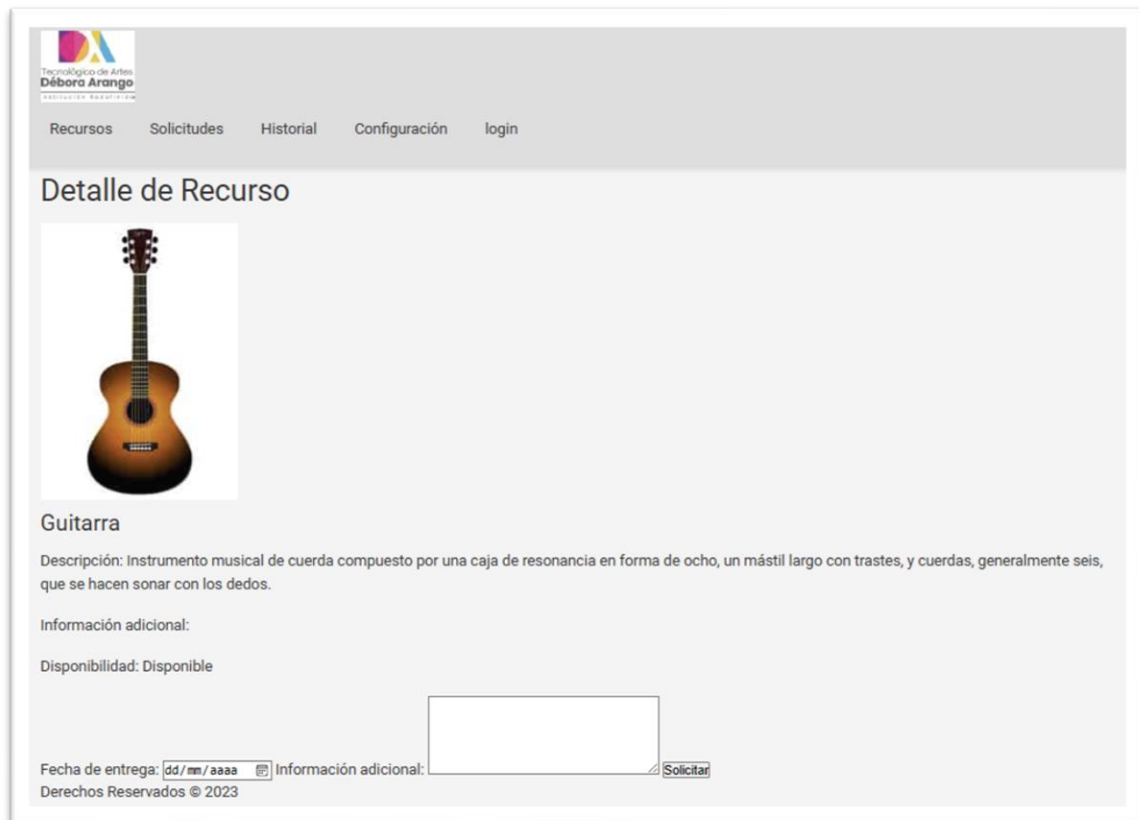 Tecnológico de Artes
Débora Arango
Recursos Solicitudes Historial Configuración login
Detalle de Recurso
Guitarra
Descripción: Instrumento musical de cuerda compuesto por una caja de resonancia en forma de ocho, un mástil largo con trastes, y cuerdas, generalmente seis,
que se hacen sonar con los dedos.
Información adicional:
Disponibilidad: Disponible
Fecha de entrega: dd/mm/aaaa Información adicional: Solicitar
Derechos Reservados © 2023